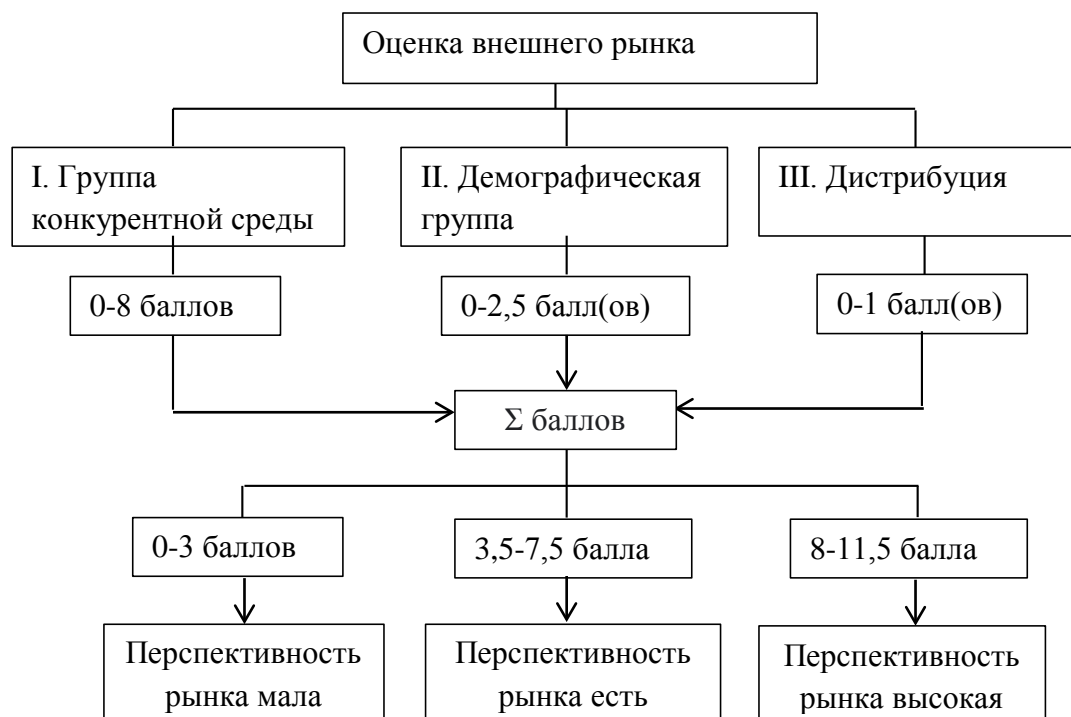 Оценка внешнего рынка
I. Группа
конкурентной среды
II. Демографическая
группа
III. Дистрибуция
0-8 баллов
0-2,5 балл(ов)
0-1 балл(ов)
Σ баллов
0-3 баллов
3,5-7,5 балла
8-11,5 балла
Перспективность
рынка мала
Перспективность
рынка есть
Перспективность
рынка высокая